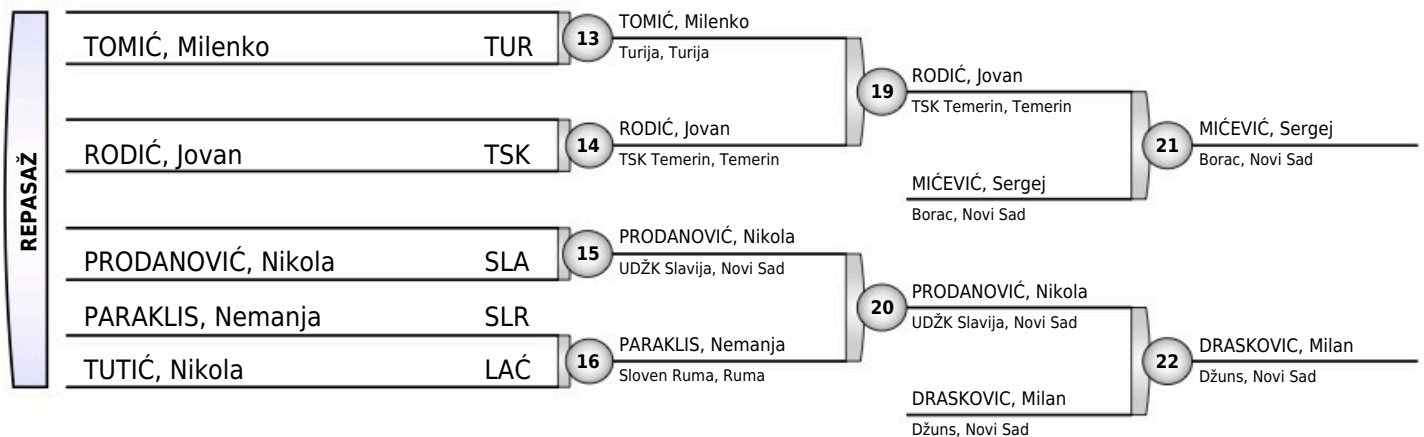 REPASAŽ
TOMIĆ, Milenko TUR
RODIĆ, Jovan TSK
PRODANOVIĆ, Nikola SLA
PARAKLIS, Nemanja SLR
TUTIĆ, Nikola LAĆ
13
TOMIĆ, Milenko
Turija, Turija
14
RODIĆ, Jovan
TSK Temerin, Temerin
15
PRODANOVIĆ, Nikola
UDŽK Slavija, Novi Sad
16
PARAKLIS, Nemanja
Sloven Ruma, Ruma
19
RODIĆ, Jovan
TSK Temerin, Temerin
MIĆEVIĆ, Sergej
Borac, Novi Sad
20
PRODANOVIĆ, Nikola
UDŽK Slavija, Novi Sad
DRASKOVIC, Milan
Džuns, Novi Sad
21
MIĆEVIĆ, Sergej
Borac, Novi Sad
22
DRASKOVIC, Milan
Džuns, Novi Sad